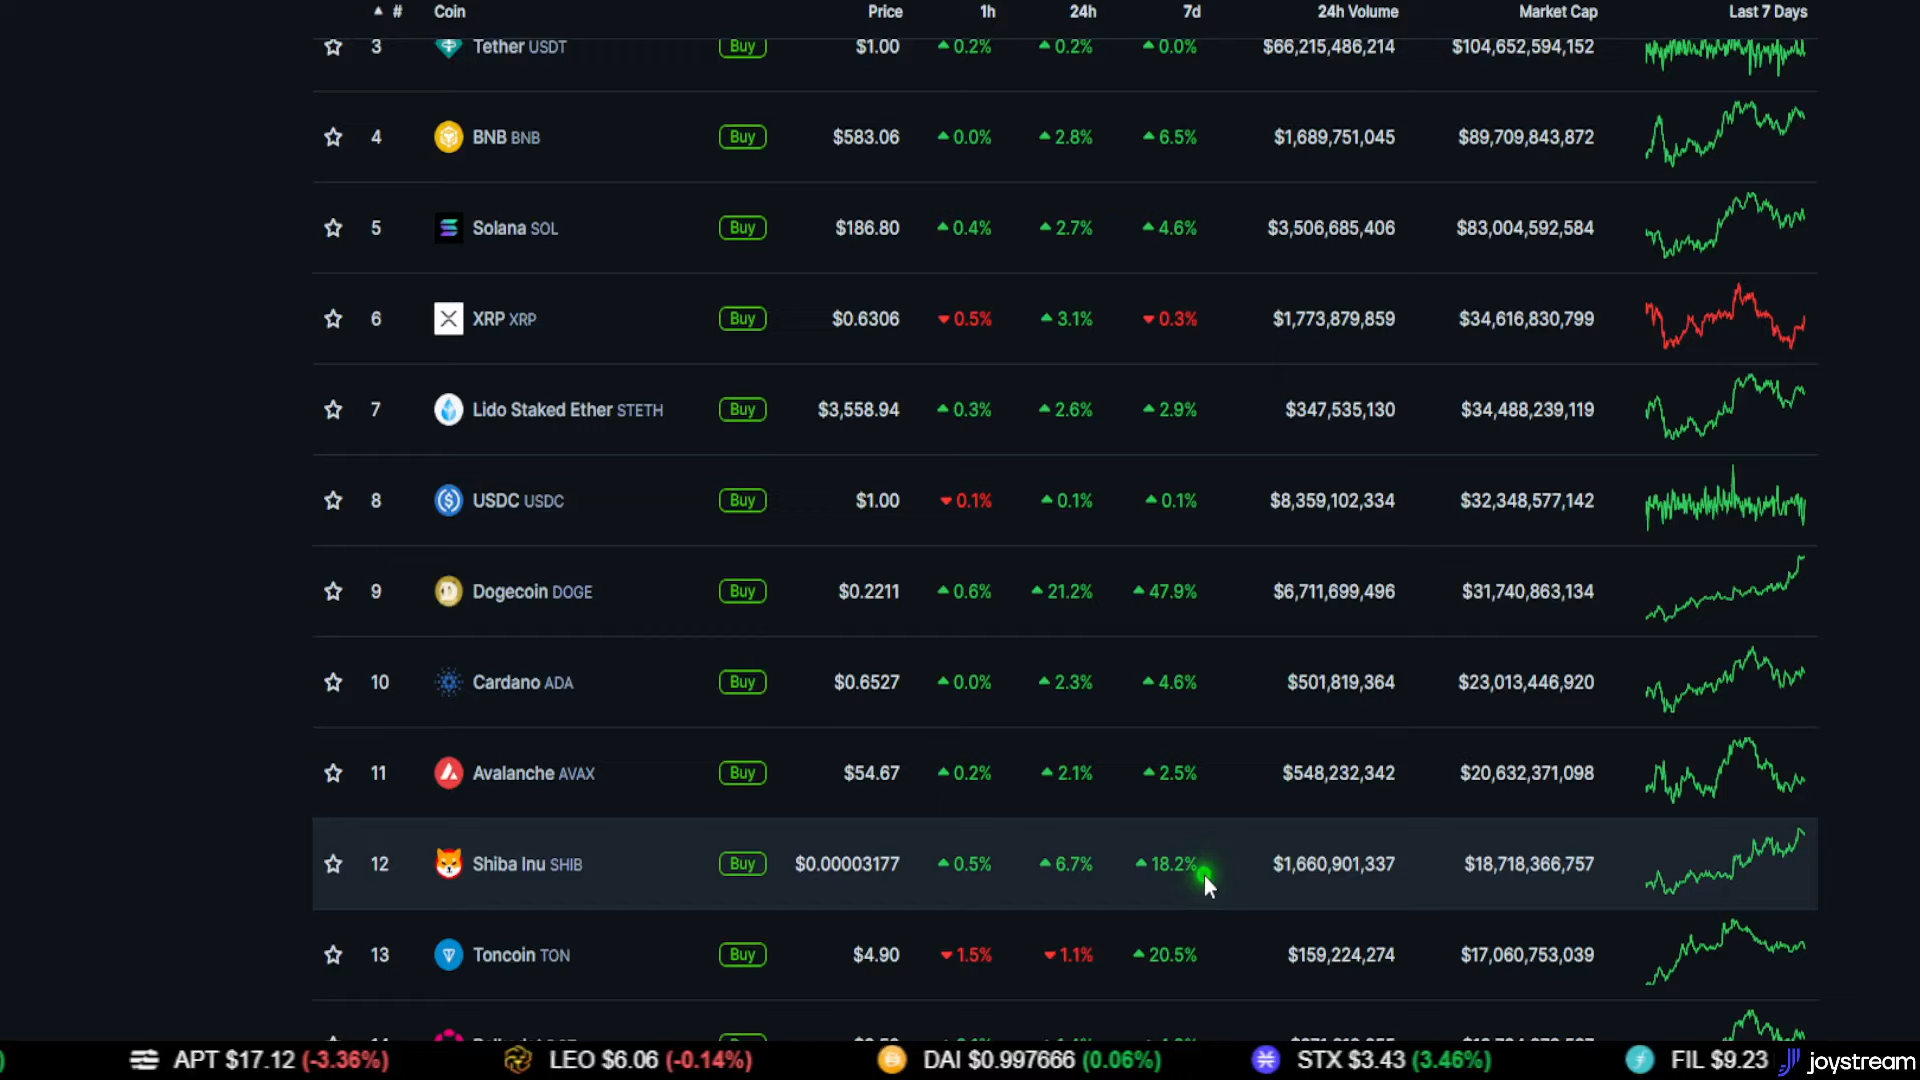 # Coin Price 1h 24h 7d 24h Volume Market Cap Last 7 Days
3 Tether USDT Buy $1.00 0.2% 0.2% 0.0% $66,215,486,214 $104,652,594,152
4 BNB BNB Buy $583.06 0.0% 2.8% 6.5% $1,689,751,045 $89,709,843,872
5 Solana SOL Buy $186.80 0.4% 2.7% 4.6% $3,506,685,406 $83,004,592,584
6 XRP XRP Buy $0.6306 0.5% 3.1% 0.3% $1,773,879,859 $34,616,830,799
7 Lido Staked Ether STETH Buy $3,558.94 0.3% 2.6% 2.9% $347,535,130 $34,488,239,119
8 USDC USDC Buy $1.00 0.1% 0.1% 0.1% $8,359,102,334 $32,348,577,142
9 Dogecoin DOGE Buy $0.2211 0.6% 21.2% 47.9% $6,711,699,496 $31,740,863,134
10 Cardano ADA Buy $0.6527 0.0% 2.3% 4.6% $501,819,364 $23,013,446,920
11 Avalanche AVAX Buy $54.67 0.2% 2.1% 2.5% $548,232,342 $20,632,371,098
12 Shiba Inu SHIB Buy $0.00003177 0.5% 6.7% 18.2% $1,660,901,337 $18,718,366,757
13 Toncoin TON Buy $4.90 1.5% 1.1% 20.5% $159,224,274 $17,060,753,039
APT $17.12 (-3.36%) LEO $6.06 (-0.14%) DAI $0.997666 (0.06%) STX $3.43 (3.46%) FIL $9.23 joystream